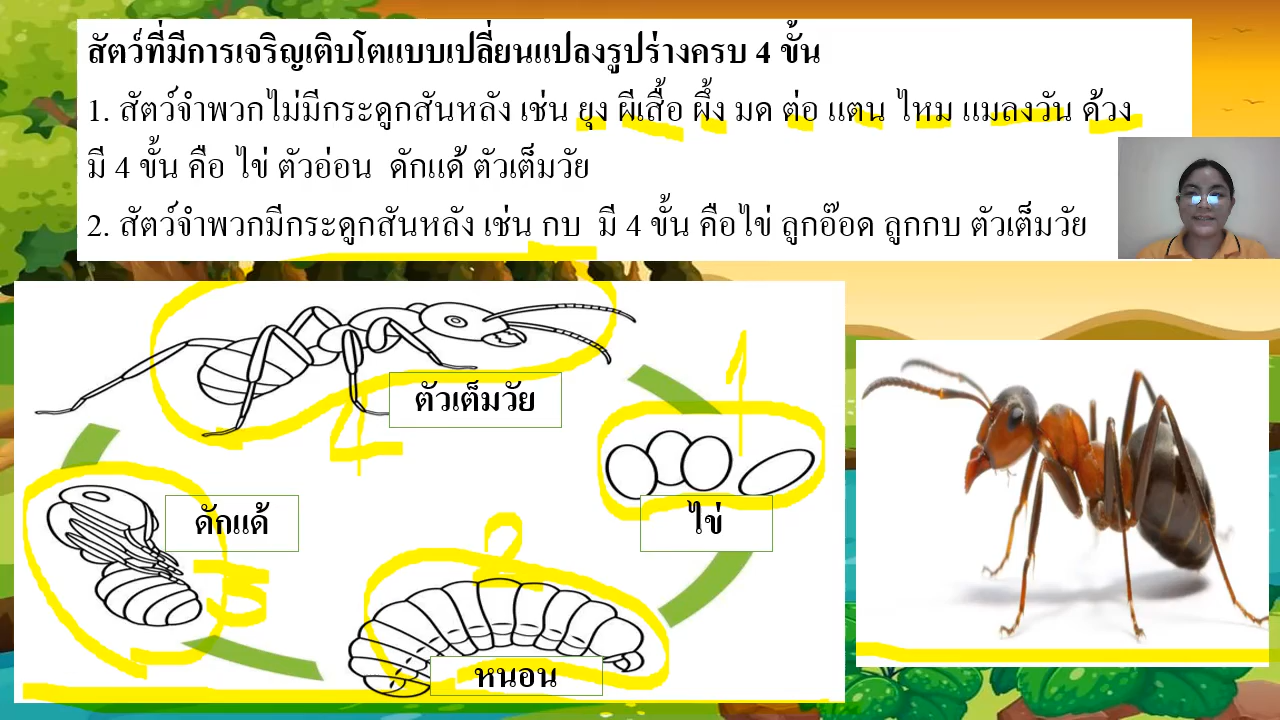 สัตว์ที่มีการเจริญเติบโตแบบเปลี่ยนแปลงรูปร่างครบ 4 ขั้น
1. สัตว์จำพวกไม่มีกระดูกสันหลัง เช่น ยุง ผีเสื้อ ผึ้ง มด ต่อ แตน ไหม แมลงวัน ด้วง
มี 4 ขั้น คือ ไข่ ตัวอ่อน ดักแด้ ตัวเต็มวัย
2. สัตว์จำพวกมีกระดูกสันหลัง เช่น กบ มี 4 ขั้น คือไข่ ลูกอ๊อด ลูกกบ ตัวเต็มวัย
1
ตัวเต็มวัย
4
ดักแด้
ไข่
2
3
หนอน